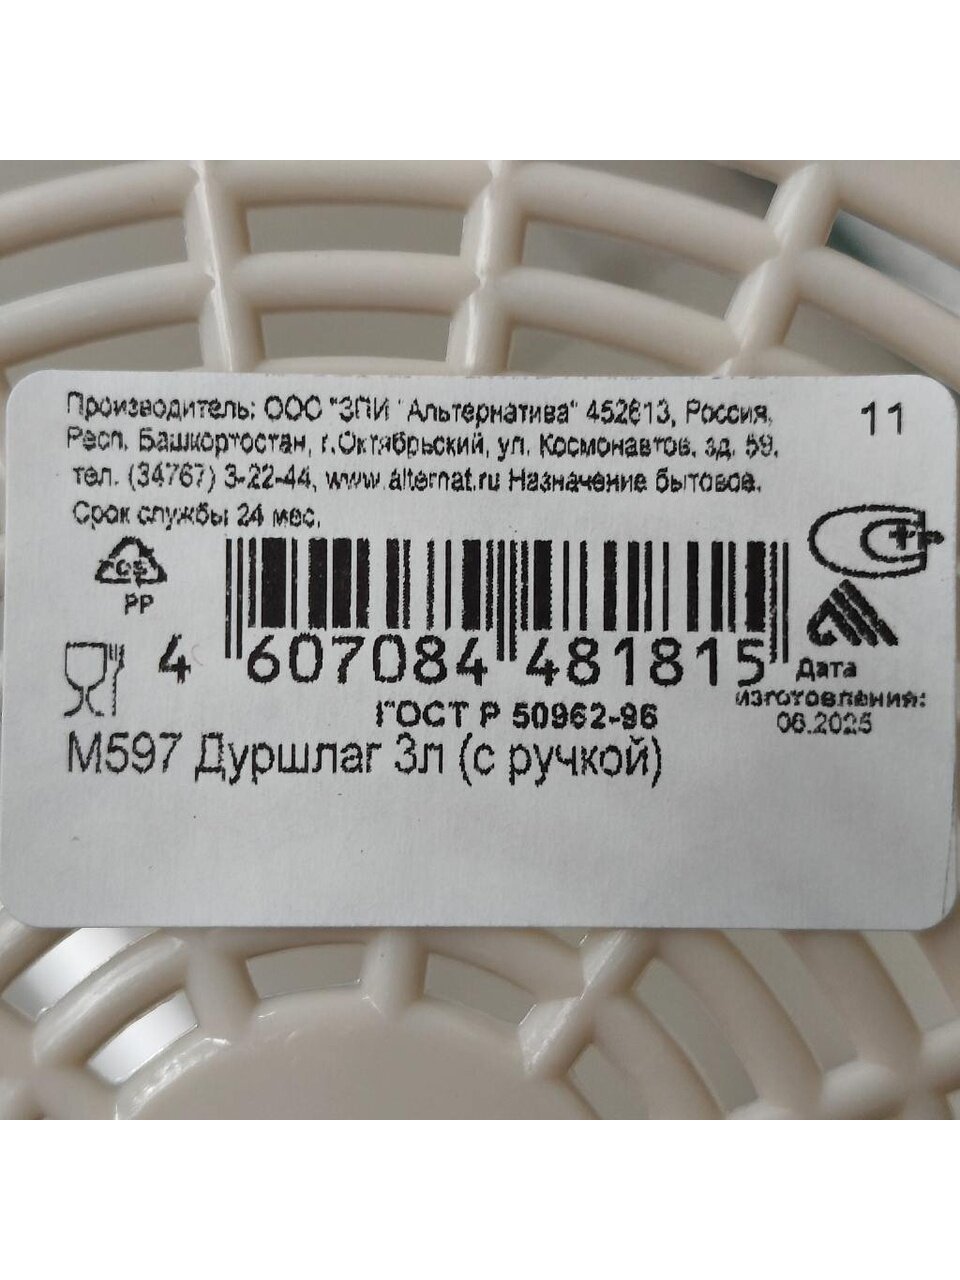 Производитель: ООО "ЗПИ "Альтернатива" 452613, Россия,
Респ. Башкортостан, г.Октябрьский, ул. Космонавтов, зд. 59,
тел. (34767) 3-22-44, www.alternat.ru Назначение бытовое.
Срок службы 24 мес.
11
05
PP
4 607084 481815
Дата
изготовления:
06.2025
ГОСТ Р 50962-96
М597 Дуршлаг 3л (с ручкой)